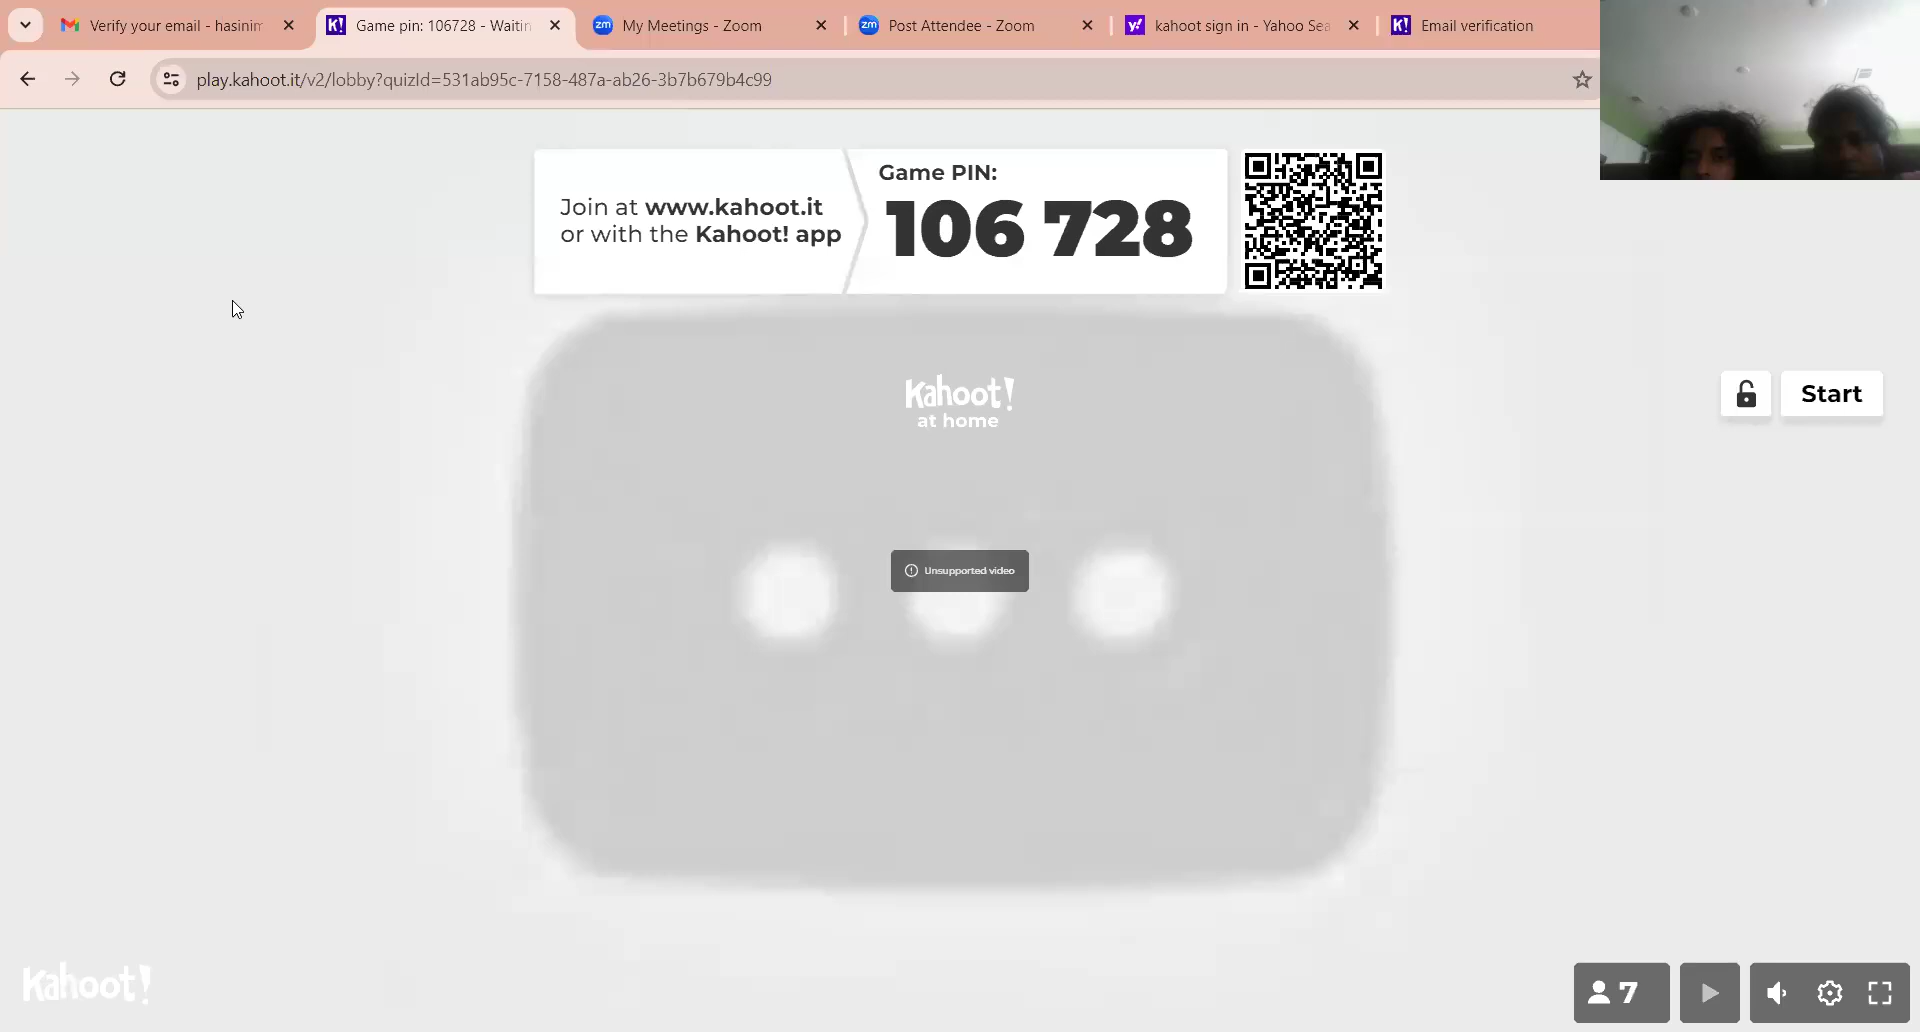 Verify your email - hasinim
Game pin: 106728 - Waitin
My Meetings - Zoom
Post Attendee - Zoom
kahoot sign in - Yahoo Sea
Email verification
play.kahoot.it/v2/lobby?quizId=531ab95c-7158-487a-ab26-3b7b679b4c99
Join at www.kahoot.it
or with the Kahoot! app
Game PIN:
106 728
Kahoot!
at home
Start
Unsupported video
Kahoot!
7